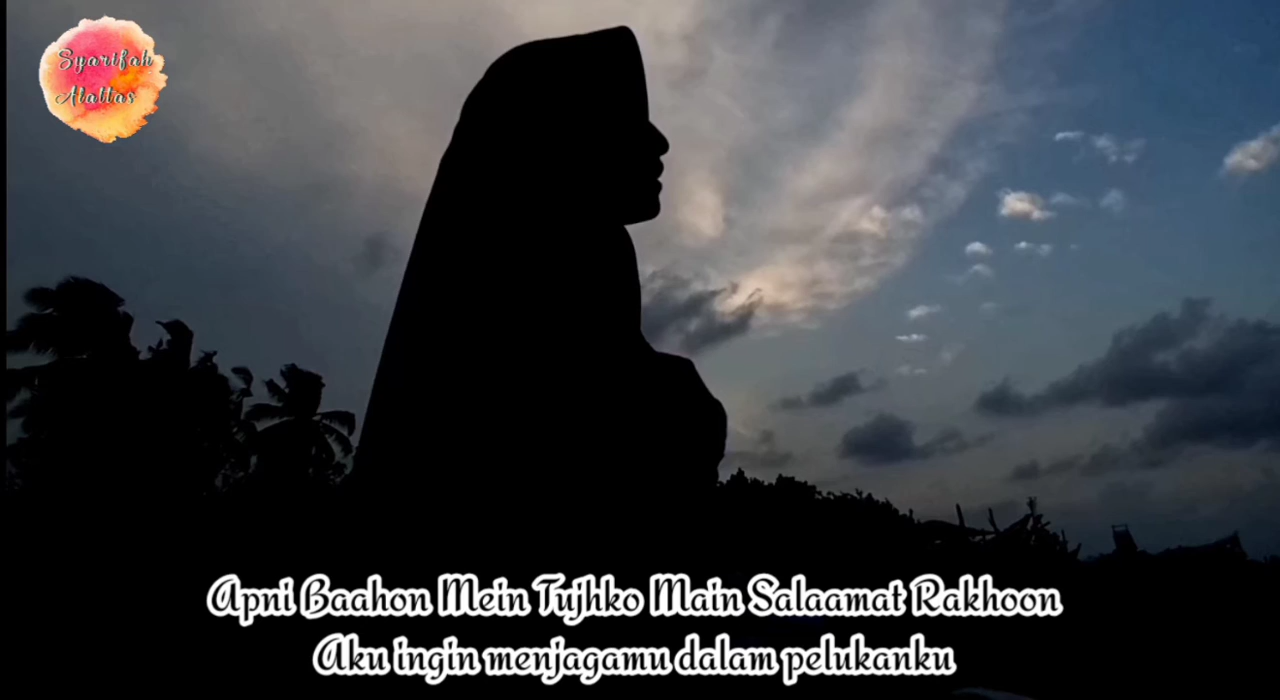 Syarifah
Alattas
Apni Baahon Mein Tujhko Main Salaamat Rakhoon
Aku ingin menjagamu dalam pelukanku